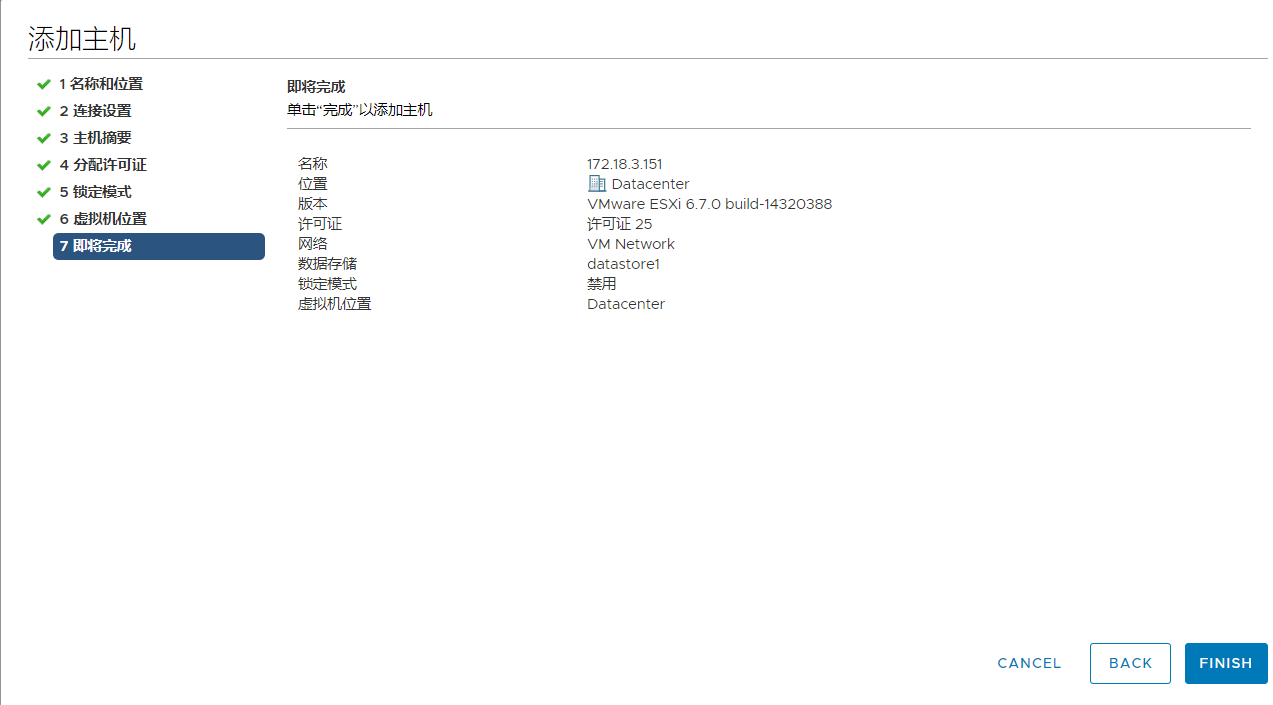 添加主机
1 名称和位置
2 连接设置
3 主机摘要
4 分配许可证
5 锁定模式
6 虚拟机位置
7 即将完成
即将完成
单击“完成”以添加主机
名称 172.18.3.151
位置 Datacenter
版本 VMware ESXi 6.7.0 build-14320388
许可证 许可证 25
网络 VM Network
数据存储 datastore1
锁定模式 禁用
虚拟机位置 Datacenter
CANCEL BACK FINISH